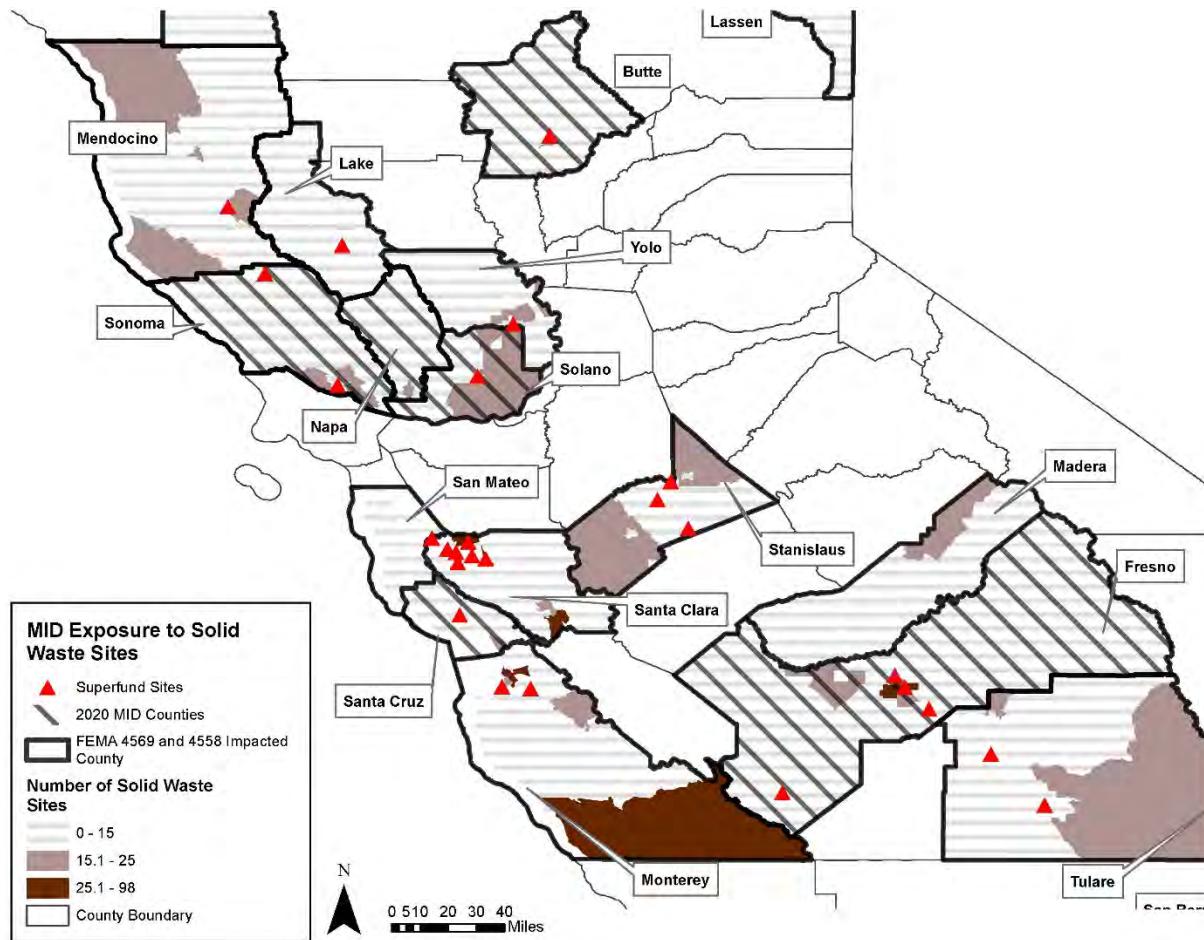 Lassen
Butte
Mendocino
Lake
Yolo
Sonoma
Solano
Napa
San Mateo
Madera
Stanislaus
Fresno
Santa Clara
Santa Cruz
Monterey
Tulare
MID Exposure to Solid
Waste Sites
Superfund Sites
2020 MID Counties
FEMA 4569 and 4558 Impacted
County
Number of Solid Waste
Sites
0 - 15
15.1 - 25
25.1 - 98
County Boundary
N
0 510 20 30 40
Miles